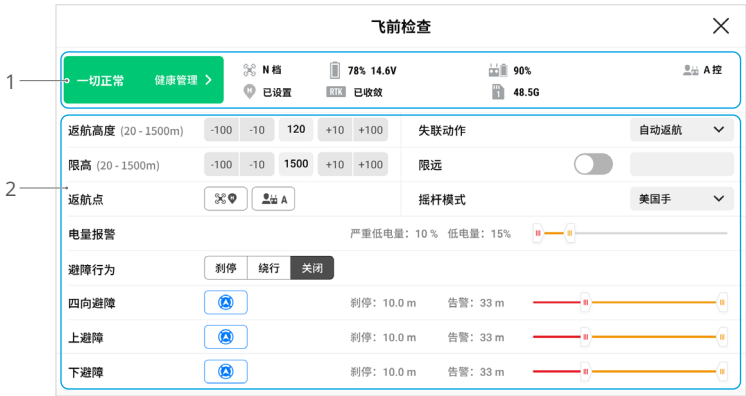 飞前检查
1
一切正常 健康管理
N 档 78% 14.6V 90% A 控
H 已设置 RTK 已收敛 1 48.5G
2
返航高度 (20 - 1500m) -100 -10 120 +10 +100 失联动作 自动返航
限高 (20 - 1500m) -100 -10 1500 +10 +100 限远
返航点 H A 摇杆模式 美国手
电量报警 严重低电量：10 % 低电量：15%
避障行为 刹停 绕行 关闭
四向避障 刹停：10.0 m 告警：33 m
上避障 刹停：10.0 m 告警：33 m
下避障 刹停：10.0 m 告警：33 m